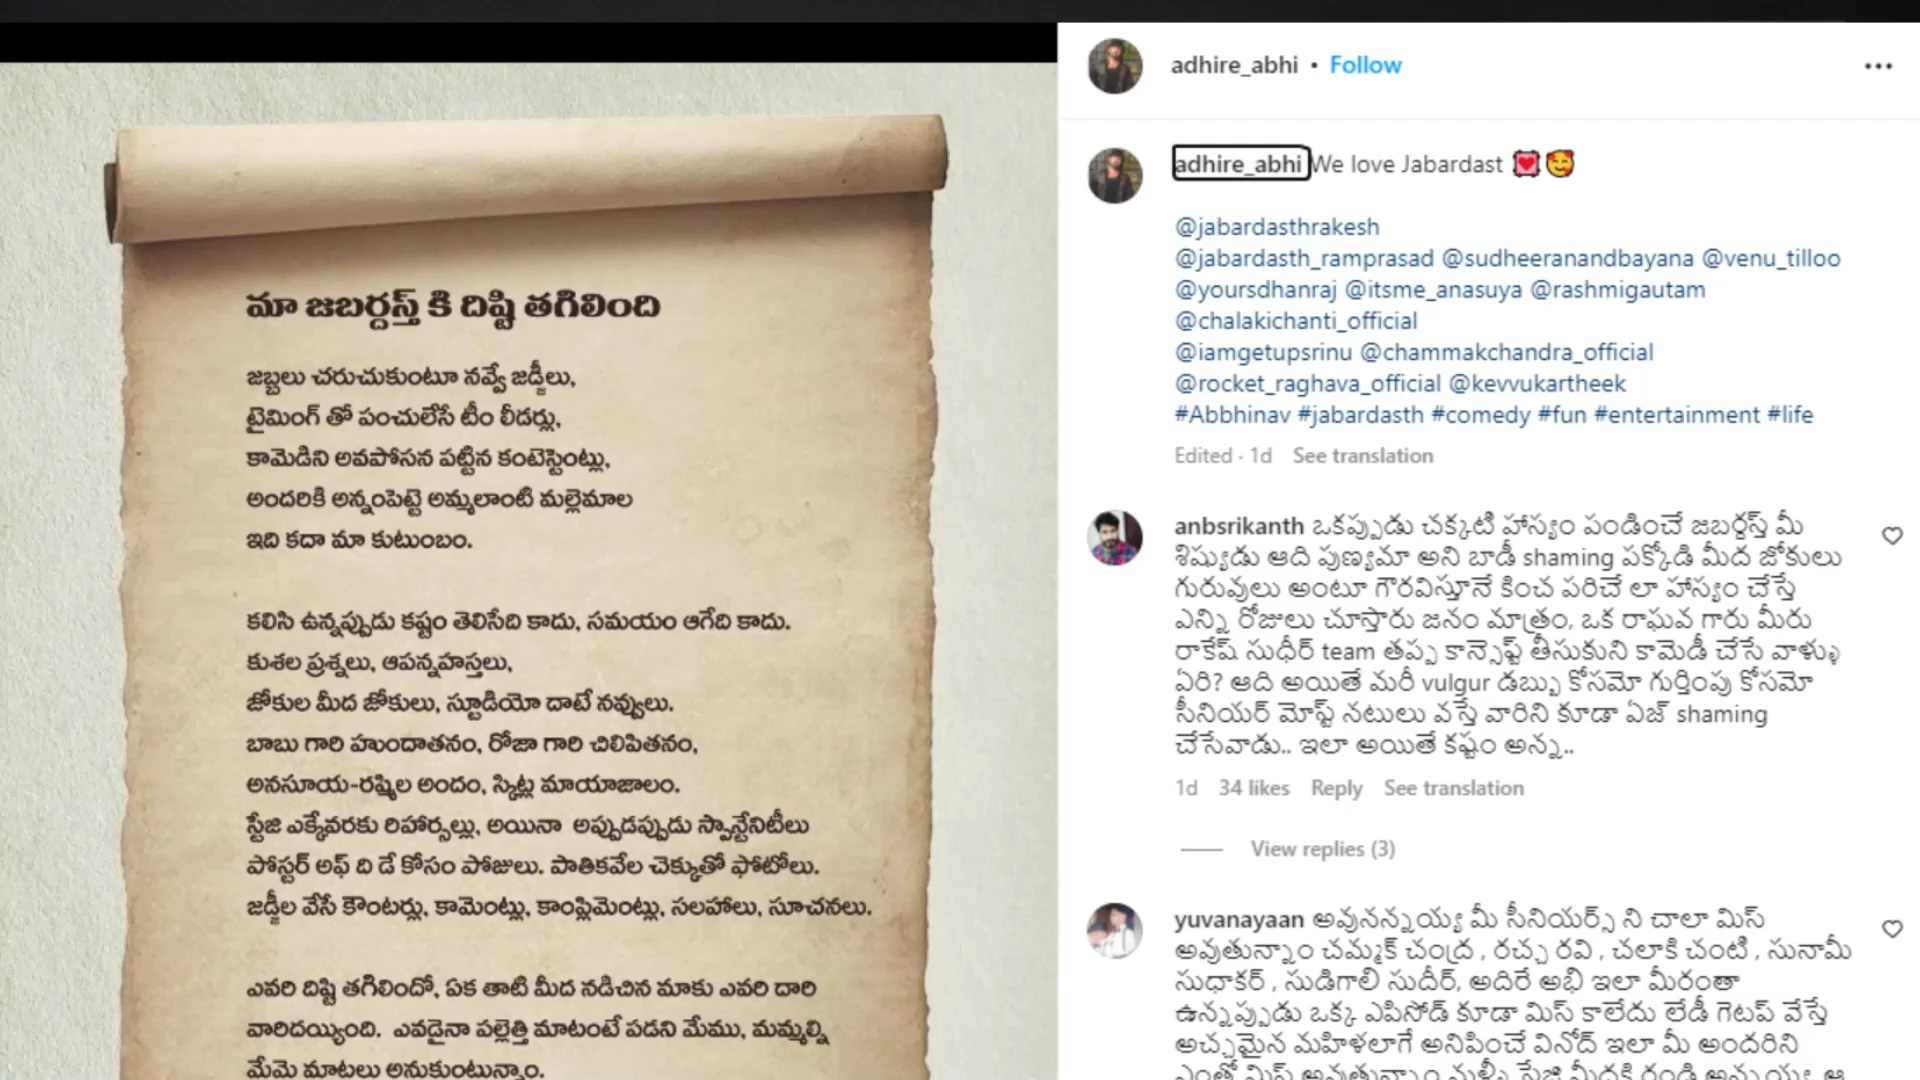 మా జబర్దస్త్ కి దిష్టి తగిలింది
జబ్బలు చరుచుకుంటూ నవ్వే జడ్జీలు,
టైమింగ్ తో పంచులేసే టీం లీడర్లు,
కామెడిని అవపోసన పట్టిన కంటెస్టెంట్లు,
అందరికి అన్నంపెట్టె అమ్మలాంటి మల్లెమాల
ఇది కదా మా కుటుంబం.
కలిసి ఉన్నప్పుడు కష్టం తెలిసేది కాదు, సమయం ఆగేది కాదు.
కుశల ప్రశ్నలు, ఆపన్నహస్తలు,
జోకుల మీద జోకులు, స్టూడియో దాటే నవ్వులు.
బాబు గారి హుందాతనం, రోజా గారి చిలిపితనం,
అనసూయ-రష్మిల అందం, స్కిట్ల మాయాజాలం.
స్టేజి ఎక్కేవరకు రిహార్సల్లు, అయినా అప్పుడప్పుడు స్పాన్టేనిటీలు
పోస్టర్ అఫ్ ది డే కోసం పోజులు. పాతికవేల చెక్కుతో ఫోటోలు.
జడ్జీల వేసే కౌంటర్లు, కామెంట్లు, కాంప్లిమెంట్లు, సలహాలు, సూచనలు.
ఎవరి దిష్టి తగిలిందో, ఏక తాటి మీద నడిచిన మాకు ఎవరి దారి
వారిదయ్యింది. ఎవడైనా పల్లెత్తి మాటంటే పడని మేము, మమ్మల్ని
మేమె మాటలు అనుకుంటున్నాం.
adhire_abhi • Follow
adhire_abhi We love Jabardast 💟🥰
@jabardasthrakesh
@jabardasth_ramprasad @sudheeranandbayana @venu_tilloo
@yoursdhanraj @itsme_anasuya @rashmigautam
@chalakichanti_official
@iamgetupsrinu @chammakchandra_official
@rocket_raghava_official @kevvukartheek
#Abbhinav #jabardasth #comedy #fun #entertainment #life
Edited · 1d See translation
anbsrikanth ఒకప్పుడు చక్కటి హాస్యం పండించే జబర్దస్త్ మీ
శిష్యుడు ఆది పుణ్యమా అని బాడీ shaming పక్కోడి మీద జోకులు
గురువులు అంటూ గౌరవిస్తూనే కించ పరిచే లా హాస్యం చేస్తే
ఎన్ని రోజులు చూస్తారు జనం మాత్రం, ఒక రాఘవ గారు మీరు
రాకేష్ సుధీర్ team తప్ప కాన్సెప్ట్ తీసుకుని కామెడీ చేసే వాళ్ళు
ఏరి? ఆది అయితే మరీ vulgur డబ్బు కోసమో గుర్తింపు కోసమో
సీనియర్ మోస్ట్ నటులు వస్తే వారిని కూడా ఏజ్ shaming
చేసేవాడు.. ఇలా అయితే కష్టం అన్న..
1d 34 likes Reply See translation
View replies (3)
yuvanayaan అవునన్నయ్య మీ సీనియర్స్ ని చాలా మిస్
అవుతున్నాం చమ్మక్ చంద్ర , రచ్చ రవి , చలాకి చంటి , సునామీ
సుధాకర్ , సుడిగాలి సుదీర్, అదిరే అభి ఇలా మీరంతా
ఉన్నప్పుడు ఒక్క ఎపిసోడ్ కూడా మిస్ కాలేదు లేడీ గెటప్ వేస్తే
అచ్చమైన మహిళలాగే అనిపించే వినోద్ ఇలా మీ అందరిని